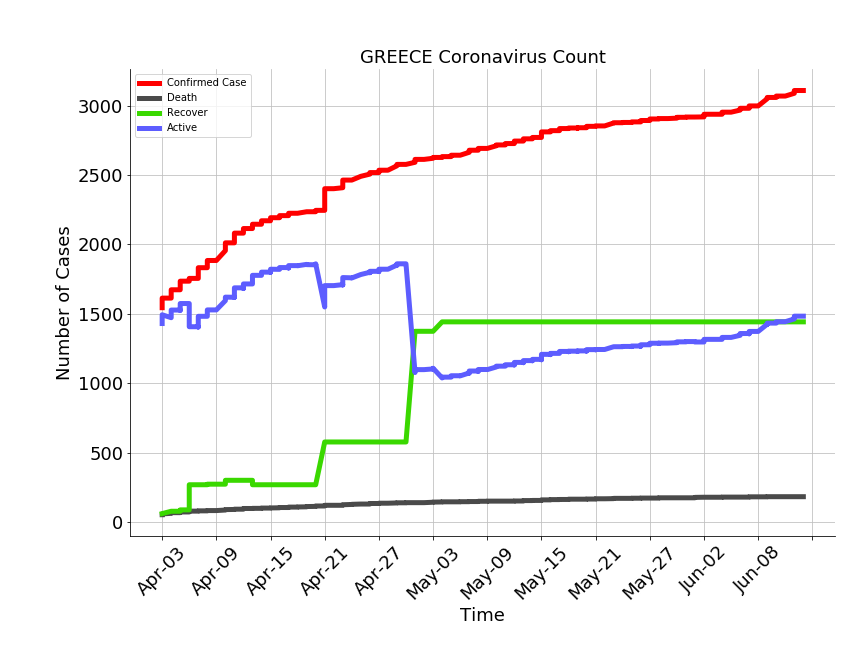 GREECE Coronavirus Count
Confirmed Case
Death
Recover
Active
Number of Cases
3000
2500
2000
1500
1000
500
0
Apr-03
Apr-09
Apr-15
Apr-21
Apr-27
May-03
May-09
May-15
May-21
May-27
Jun-02
Jun-08
Time